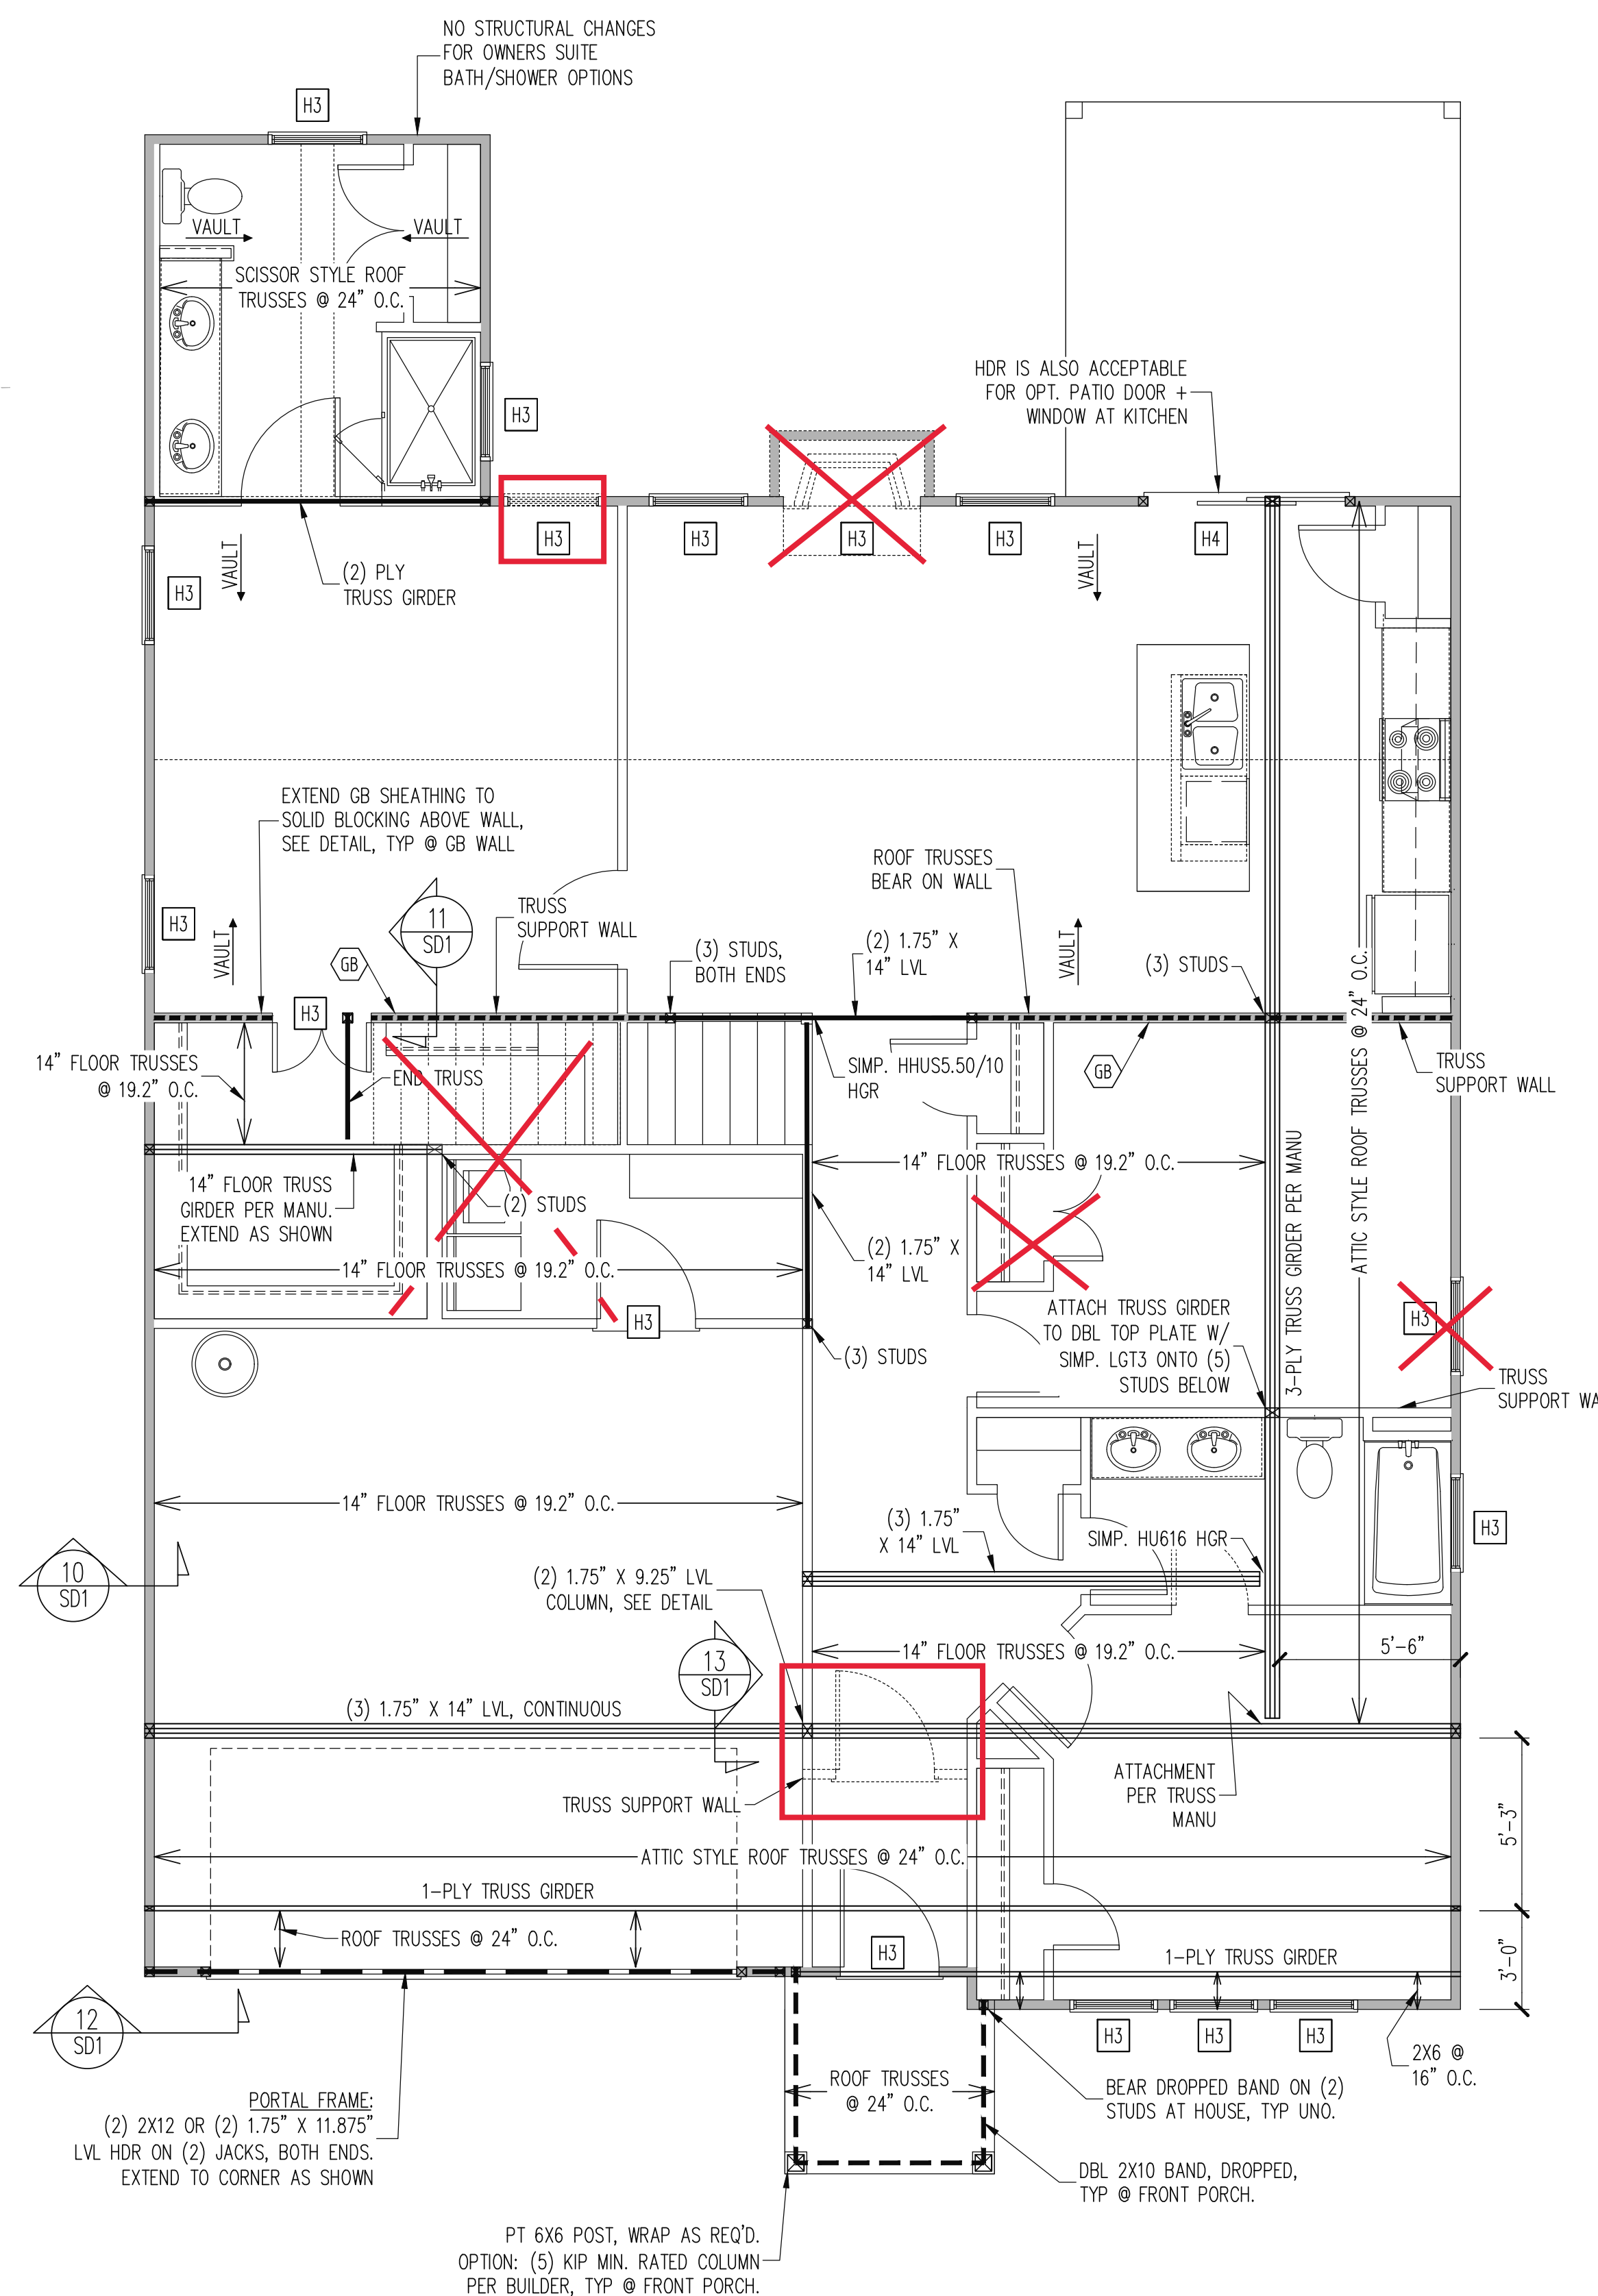 NO STRUCTURAL CHANGES
FOR OWNERS SUITE
BATH/SHOWER OPTIONS
H3
VAULT
VAULT
SCISSOR STYLE ROOF
TRUSSES @ 24" O.C.
H3
HDR IS ALSO ACCEPTABLE
FOR OPT. PATIO DOOR +
WINDOW AT KITCHEN
H3
H3
H3
H3
H4
VAULT
VAULT
(2) PLY
TRUSS GIRDER
H3
EXTEND GB SHEATHING TO
SOLID BLOCKING ABOVE WALL,
SEE DETAIL, TYP @ GB WALL
ROOF TRUSSES
BEAR ON WALL
H3
VAULT
GB
11
SD1
TRUSS
SUPPORT WALL
(3) STUDS,
BOTH ENDS
(2) 1.75" X
14" LVL
VAULT
(3) STUDS
ATTIC STYLE ROOF TRUSSES @ 24" O.C.
H3
14" FLOOR TRUSSES
@ 19.2" O.C.
END TRUSS
SIMP. HHUS5.50/10
HGR
GB
TRUSS
SUPPORT WALL
14" FLOOR TRUSSES @ 19.2" O.C.
3-PLY TRUSS GIRDER PER MANU
14" FLOOR TRUSS
GIRDER PER MANU.
EXTEND AS SHOWN
(2) STUDS
(2) 1.75" X
14" LVL
14" FLOOR TRUSSES @ 19.2" O.C.
H3
(3) STUDS
ATTACH TRUSS GIRDER
TO DBL TOP PLATE W/
SIMP. LGT3 ONTO (5)
STUDS BELOW
H3
TRUSS
SUPPORT WA
14" FLOOR TRUSSES @ 19.2" O.C.
(3) 1.75"
X 14" LVL
SIMP. HU616 HGR
H3
10
SD1
(2) 1.75" X 9.25" LVL
COLUMN, SEE DETAIL
13
SD1
14" FLOOR TRUSSES @ 19.2" O.C.
5'-6"
(3) 1.75" X 14" LVL, CONTINUOUS
TRUSS SUPPORT WALL
ATTACHMENT
PER TRUSS
MANU
5'-3"
ATTIC STYLE ROOF TRUSSES @ 24" O.C.
1-PLY TRUSS GIRDER
ROOF TRUSSES @ 24" O.C.
H3
1-PLY TRUSS GIRDER
3'-0"
12
SD1
H3
H3
H3
2X6 @
16" O.C.
PORTAL FRAME:
(2) 2X12 OR (2) 1.75" X 11.875"
LVL HDR ON (2) JACKS, BOTH ENDS.
EXTEND TO CORNER AS SHOWN
ROOF TRUSSES
@ 24" O.C.
BEAR DROPPED BAND ON (2)
STUDS AT HOUSE, TYP UNO.
DBL 2X10 BAND, DROPPED,
TYP @ FRONT PORCH.
PT 6X6 POST, WRAP AS REQ'D.
OPTION: (5) KIP MIN. RATED COLUMN
PER BUILDER, TYP @ FRONT PORCH.